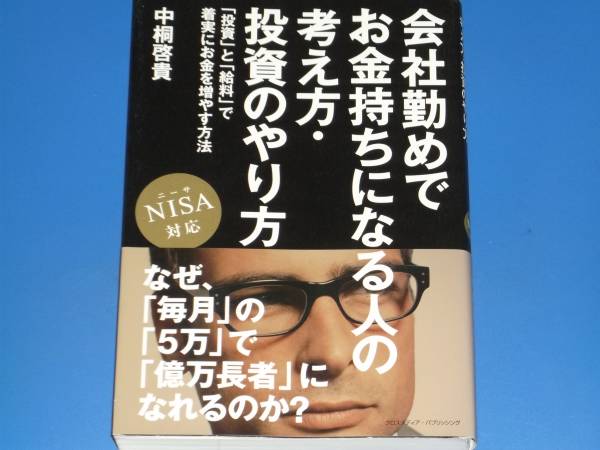 会社勤めで
お金持ちになる人の
考え方・
投資のやり方
「投資」と「給料」で
着実にお金を増やす方法
中桐啓貴
ニーサ
NISA
対応
なぜ、
「毎月」の
「5万」で
「億万長者」に
なれるのか?
クロスメディア・パブリッシング